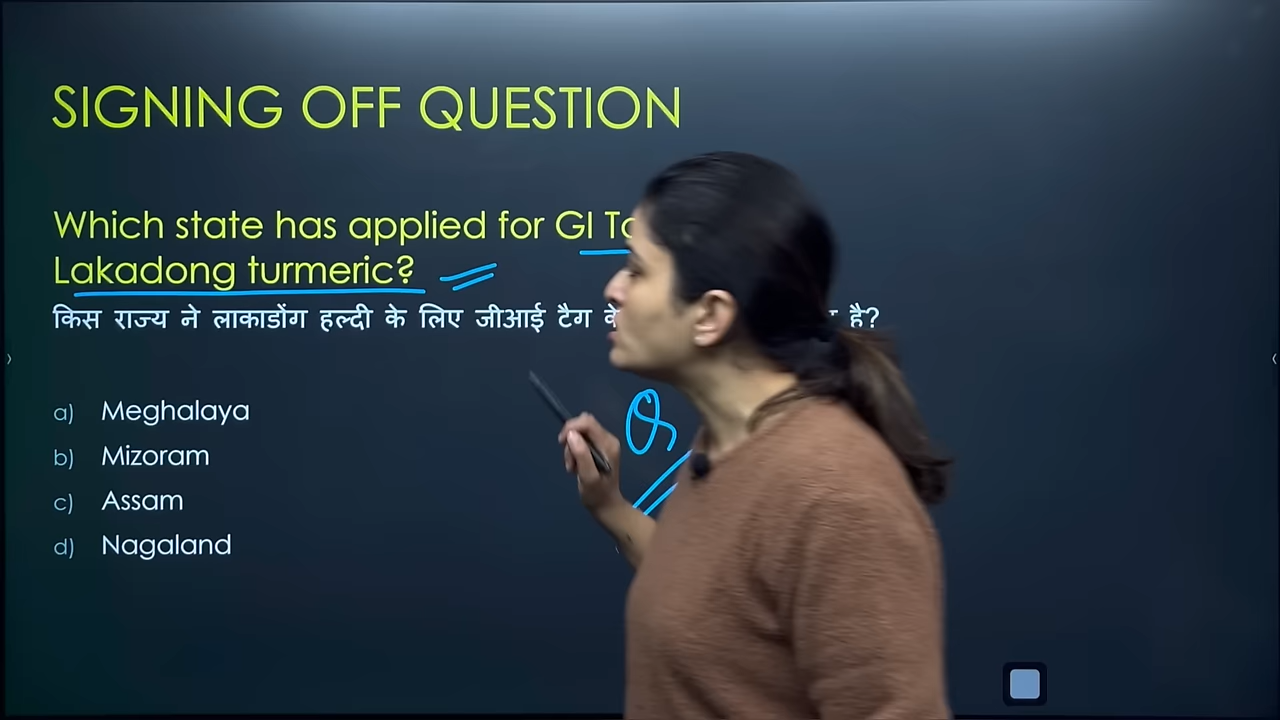 SIGNING OFF QUESTION
Which state has applied for GI
Lakadong turmeric?
किस राज्य ने लाकाडोंग हल्दी के लिए जीआई टैग है?
a) Meghalaya
b) Mizoram
c) Assam
d) Nagaland